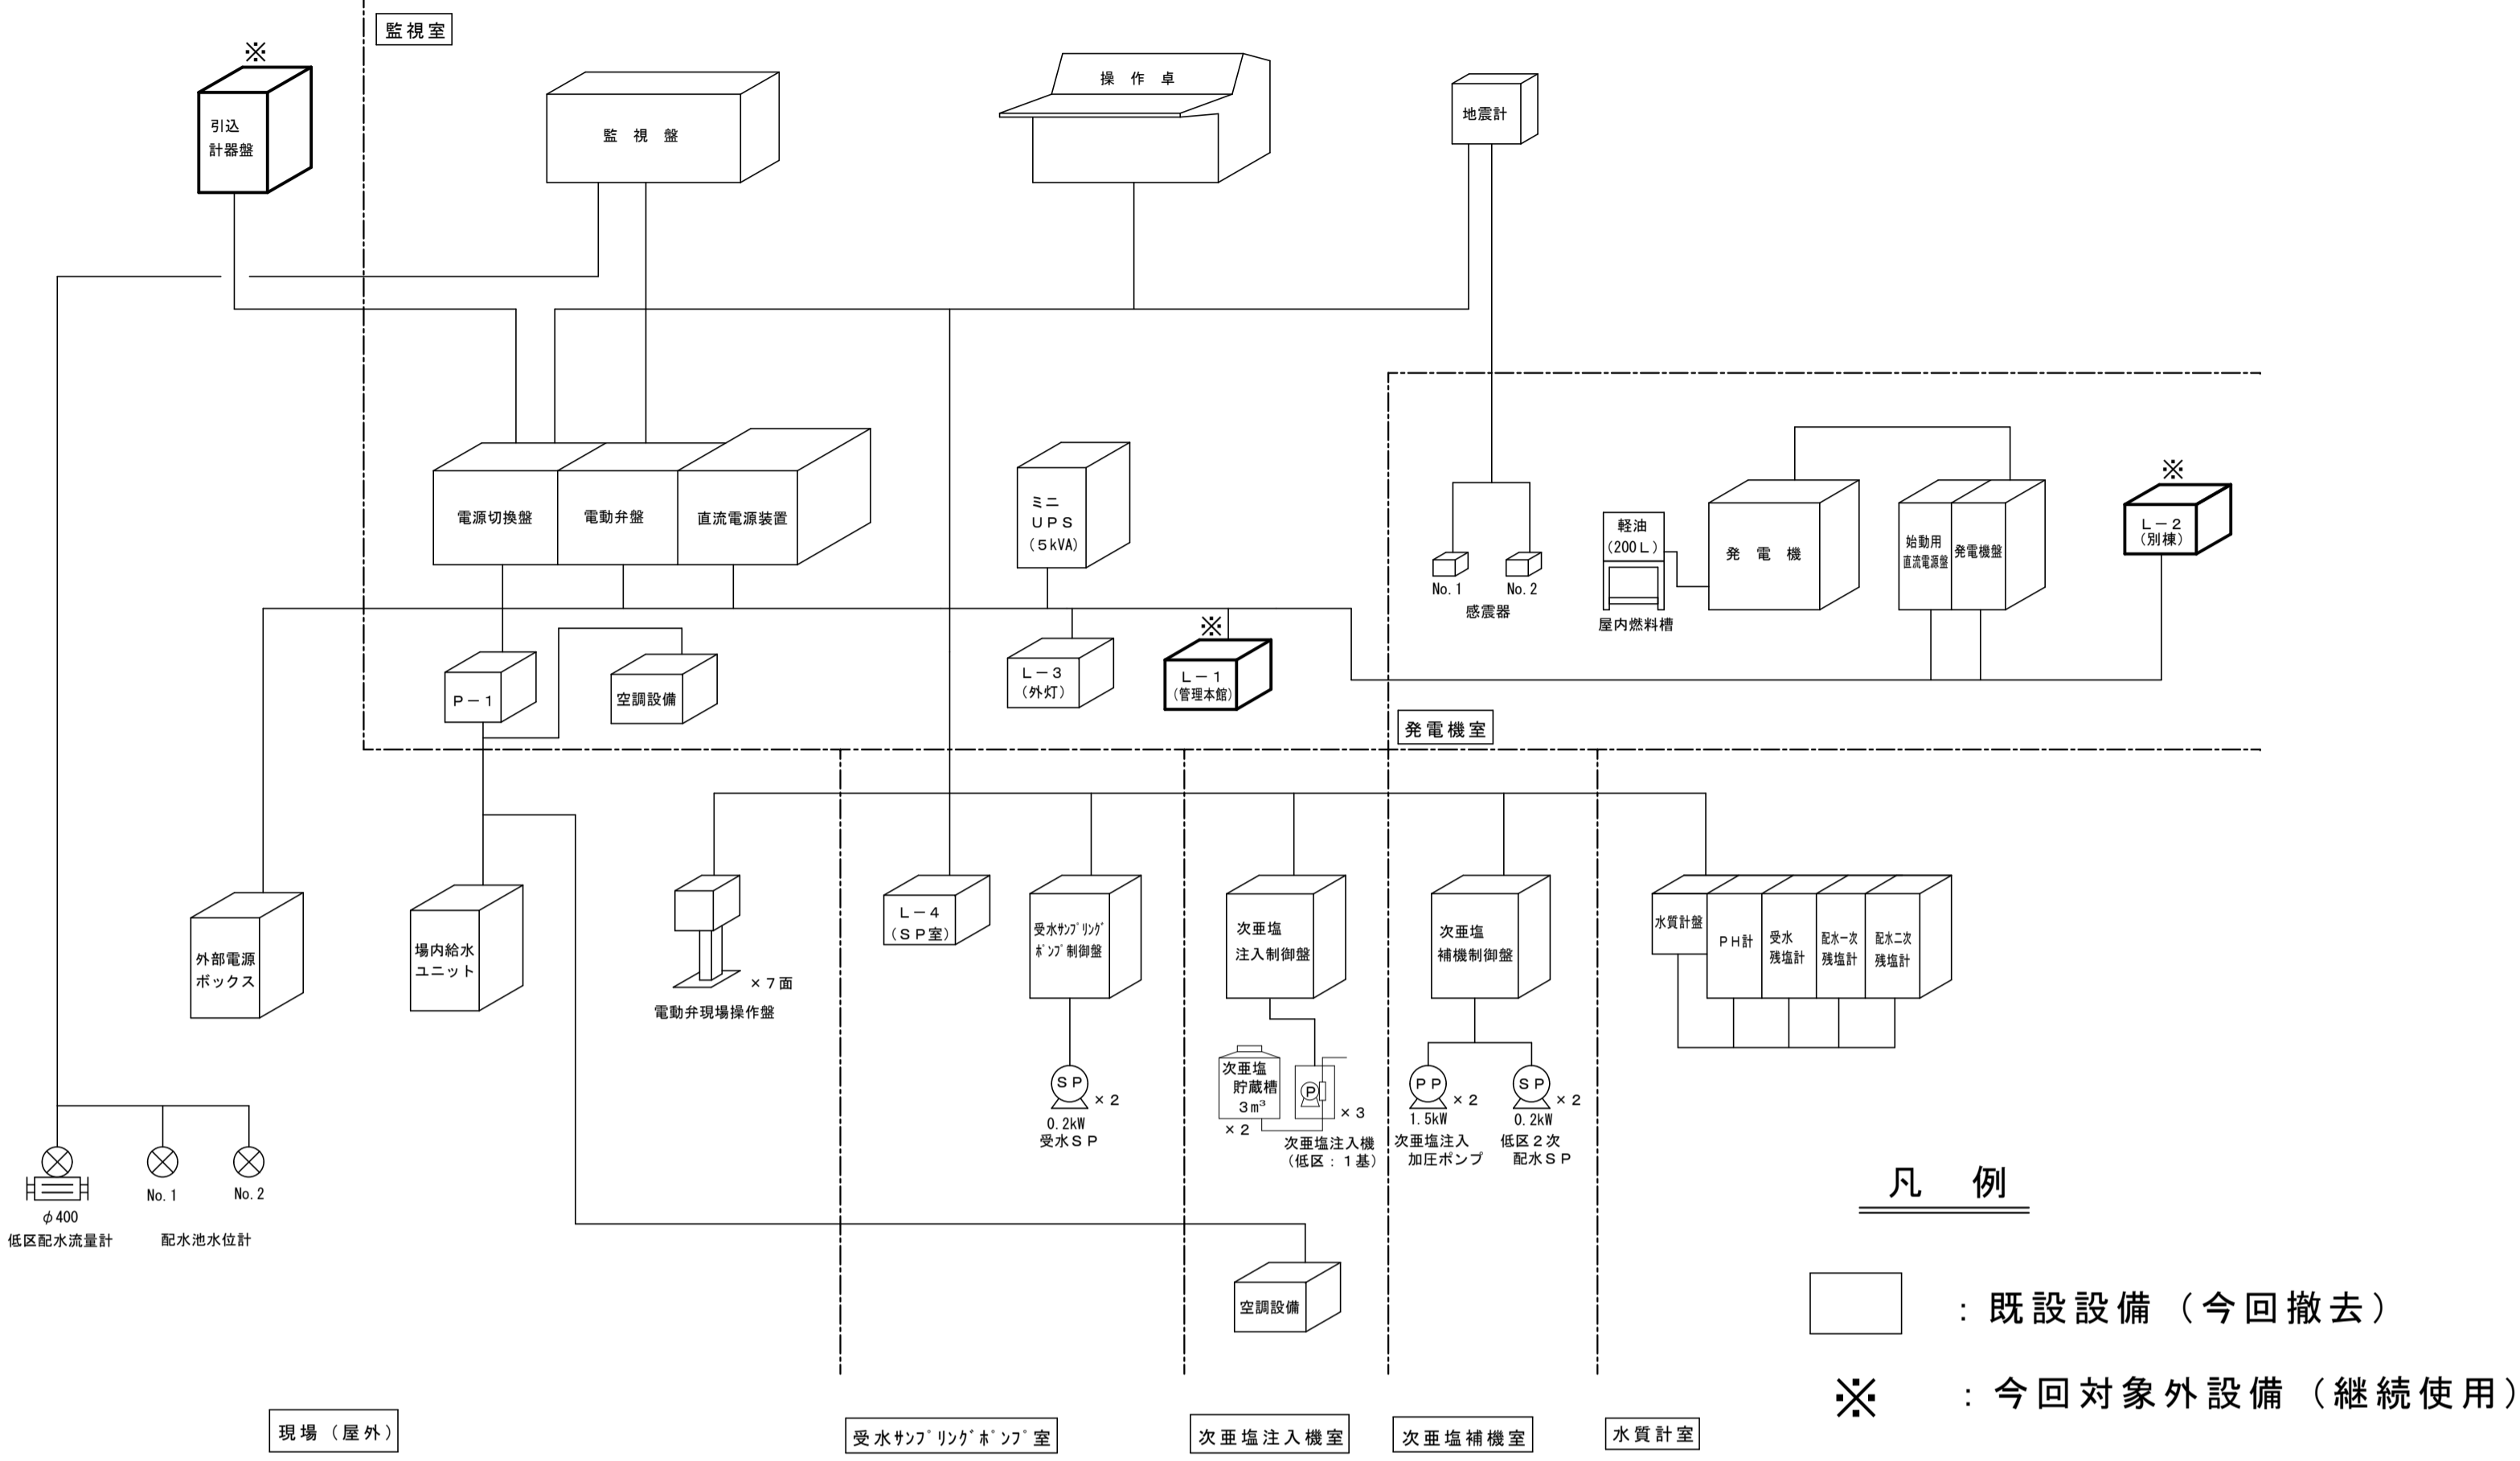 監視室
※
引込
計器盤
監 視 盤
操 作 卓
地震計
電源切換盤
電動弁盤
直流電源装置
ミニ
UPS
(5kVA)
No.1
No.2
感震器
軽油
(200L)
屋内燃料槽
発 電 機
始動用
直流電源盤
発電機盤
※
L-2
(別棟)
P-1
空調設備
L-3
(外灯)
※
L-1
(管理本館)
発電機室
外部電源
ボックス
場内給水
ユニット
×7面
電動弁現場操作盤
L-4
(SP室)
受水ｻﾝﾌﾟﾘﾝｸﾞ
ﾎﾟﾝﾌﾟ制御盤
SP
×2
0.2kW
受水SP
次亜塩
注入制御盤
次亜塩
貯蔵槽
3m³
×2
P
×3
次亜塩注入機
(低区:1基)
次亜塩
補機制御盤
PP
×2
1.5kW
次亜塩注入
加圧ポンプ
SP
×2
0.2kW
低区2次
配水SP
水質計盤
PH計
受水
残塩計
配水一次
残塩計
配水二次
残塩計
φ400
低区配水流量計
No.1
No.2
配水池水位計
空調設備
凡 例
:既設設備(今回撤去)
※ :今回対象外設備(継続使用)
現場(屋外)
受水ｻﾝﾌﾟﾘﾝｸﾞﾎﾟﾝﾌﾟ室
次亜塩注入機室
次亜塩補機室
水質計室